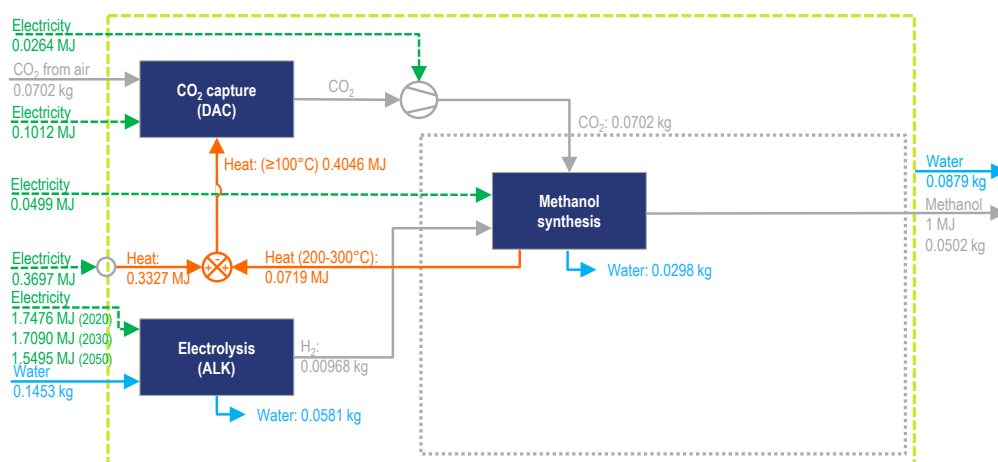 Electricity
0.0264 MJ
CO₂ from air
0.0702 kg
Electricity
0.1012 MJ
CO₂ capture
(DAC)
CO₂
CO₂: 0.0702 kg
Heat: (≥100°C) 0.4046 MJ
Electricity
0.0499 MJ
Methanol
synthesis
Water
0.0879 kg
Methanol
1 MJ
0.0502 kg
Electricity
0.3697 MJ
Heat:
0.3327 MJ
+ - +
Heat (200-300°C):
0.0719 MJ
Water: 0.0298 kg
Electricity
1.7476 MJ (2020)
1.7090 MJ (2030)
1.5495 MJ (2050)
Water
0.1453 kg
Electrolysis
(ALK)
H₂:
0.00968 kg
Water: 0.0581 kg